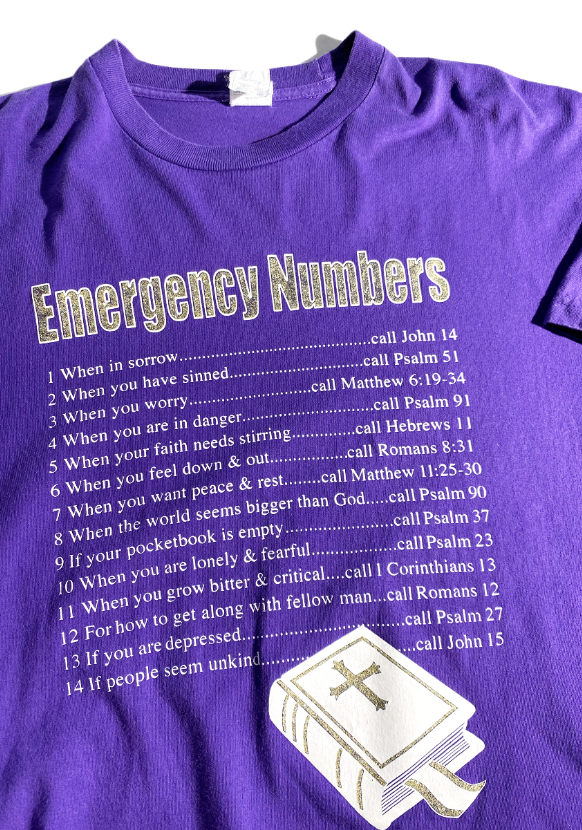 Emergency Numbers
1 When in sorrow..........................................call John 14
2 When you have sinned.............................call Psalm 51
3 When you worry..........................call Matthew 6:19-34
4 When you are in danger............................call Psalm 91
5 When your faith needs stirring..............call Hebrews 11
6 When you feel down & out.................call Romans 8:31
7 When you want peace & rest........call Matthew 11:25-30
8 When the world seems bigger than God.....call Psalm 90
9 If your pocketbook is empty........................call Psalm 37
10 When you are lonely & fearful...................call Psalm 23
11 When you grow bitter & critical....call 1 Corinthians 13
12 For how to get along with fellow man...call Romans 12
13 If you are depressed..................................call Psalm 27
14 If people seem unkind................................call John 15